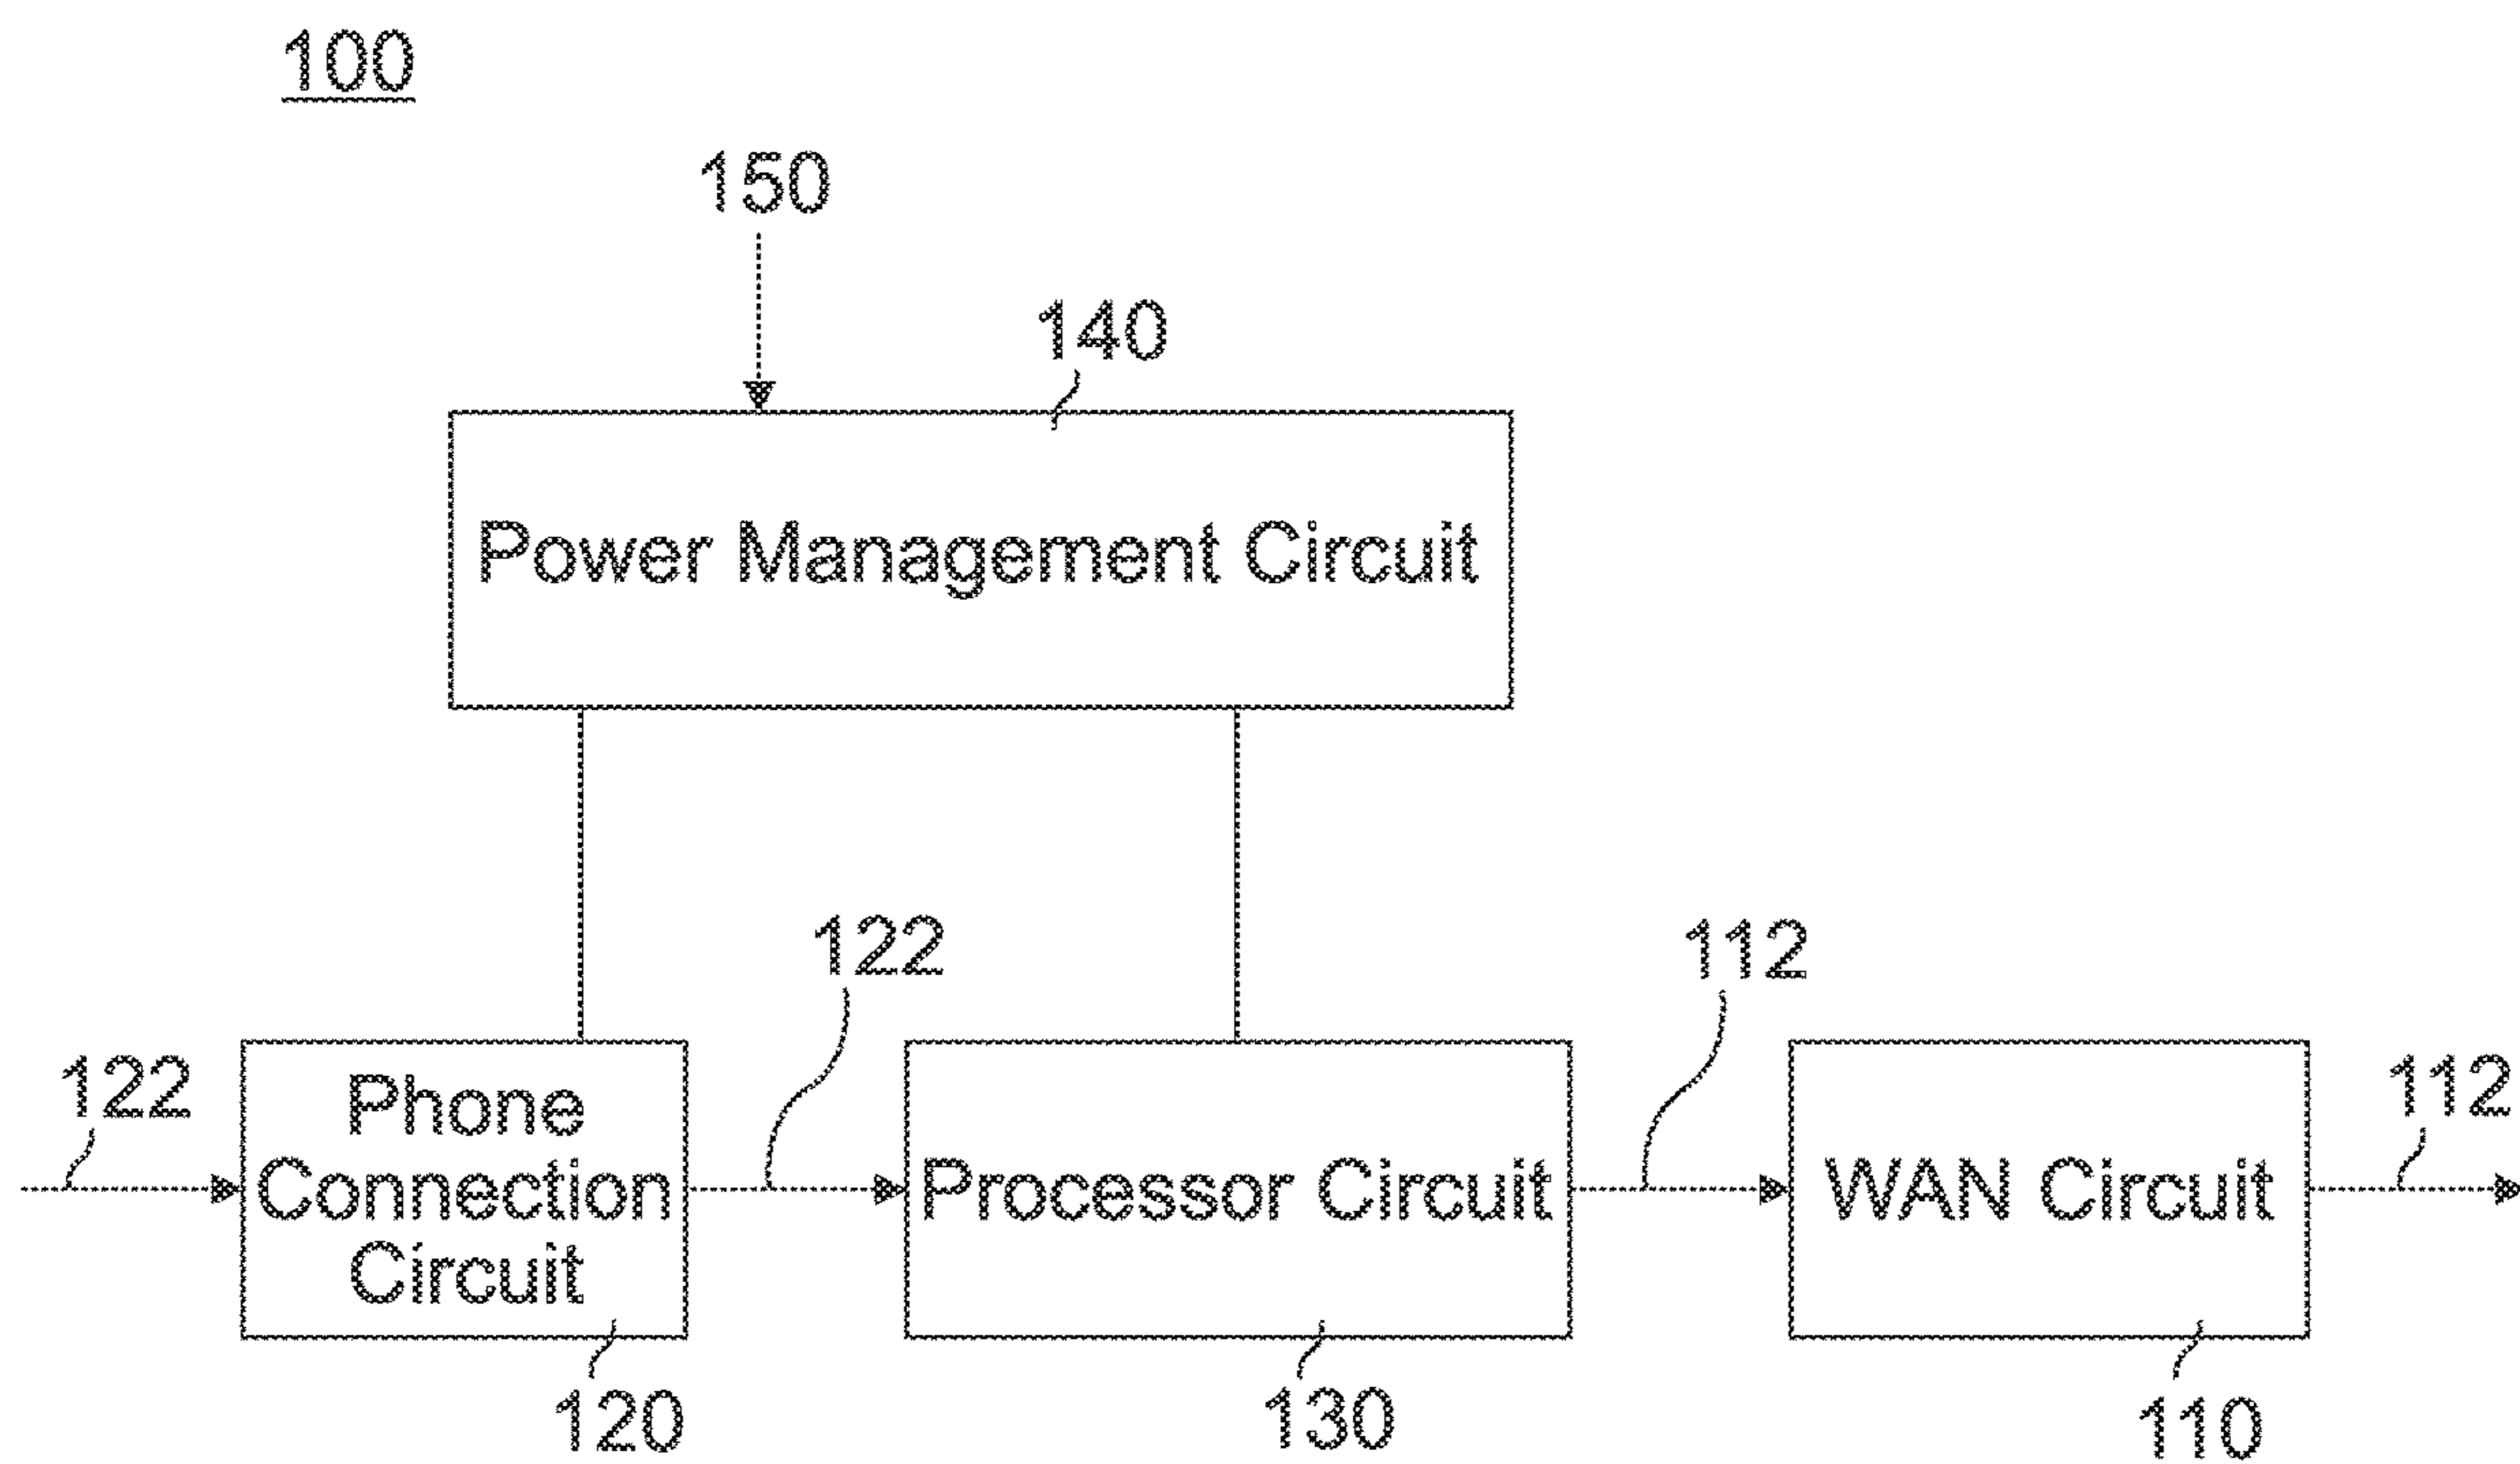 100
150
140
Power Management Circuit
122
112
122
112
Phone
Connection
Circuit
Processor Circuit
WAN Circuit
120
130
110